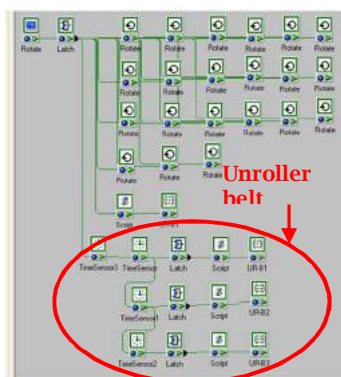 Rotate Latch Rotate Rotate Rotate Rotate Rotate Rotate
Rotate Rotate Rotate Rotate Rotate Rotate
Rotate Rotate Rotate Rotate Rotate Rotate
Rotate Rotate Rotate
Unroller
belt
Script
TimeSensor3 TimeSensor Latch Script UR-B1
TimeSensor1 Latch Script UR-B2
TimeSensor2 Latch Script UR-B3